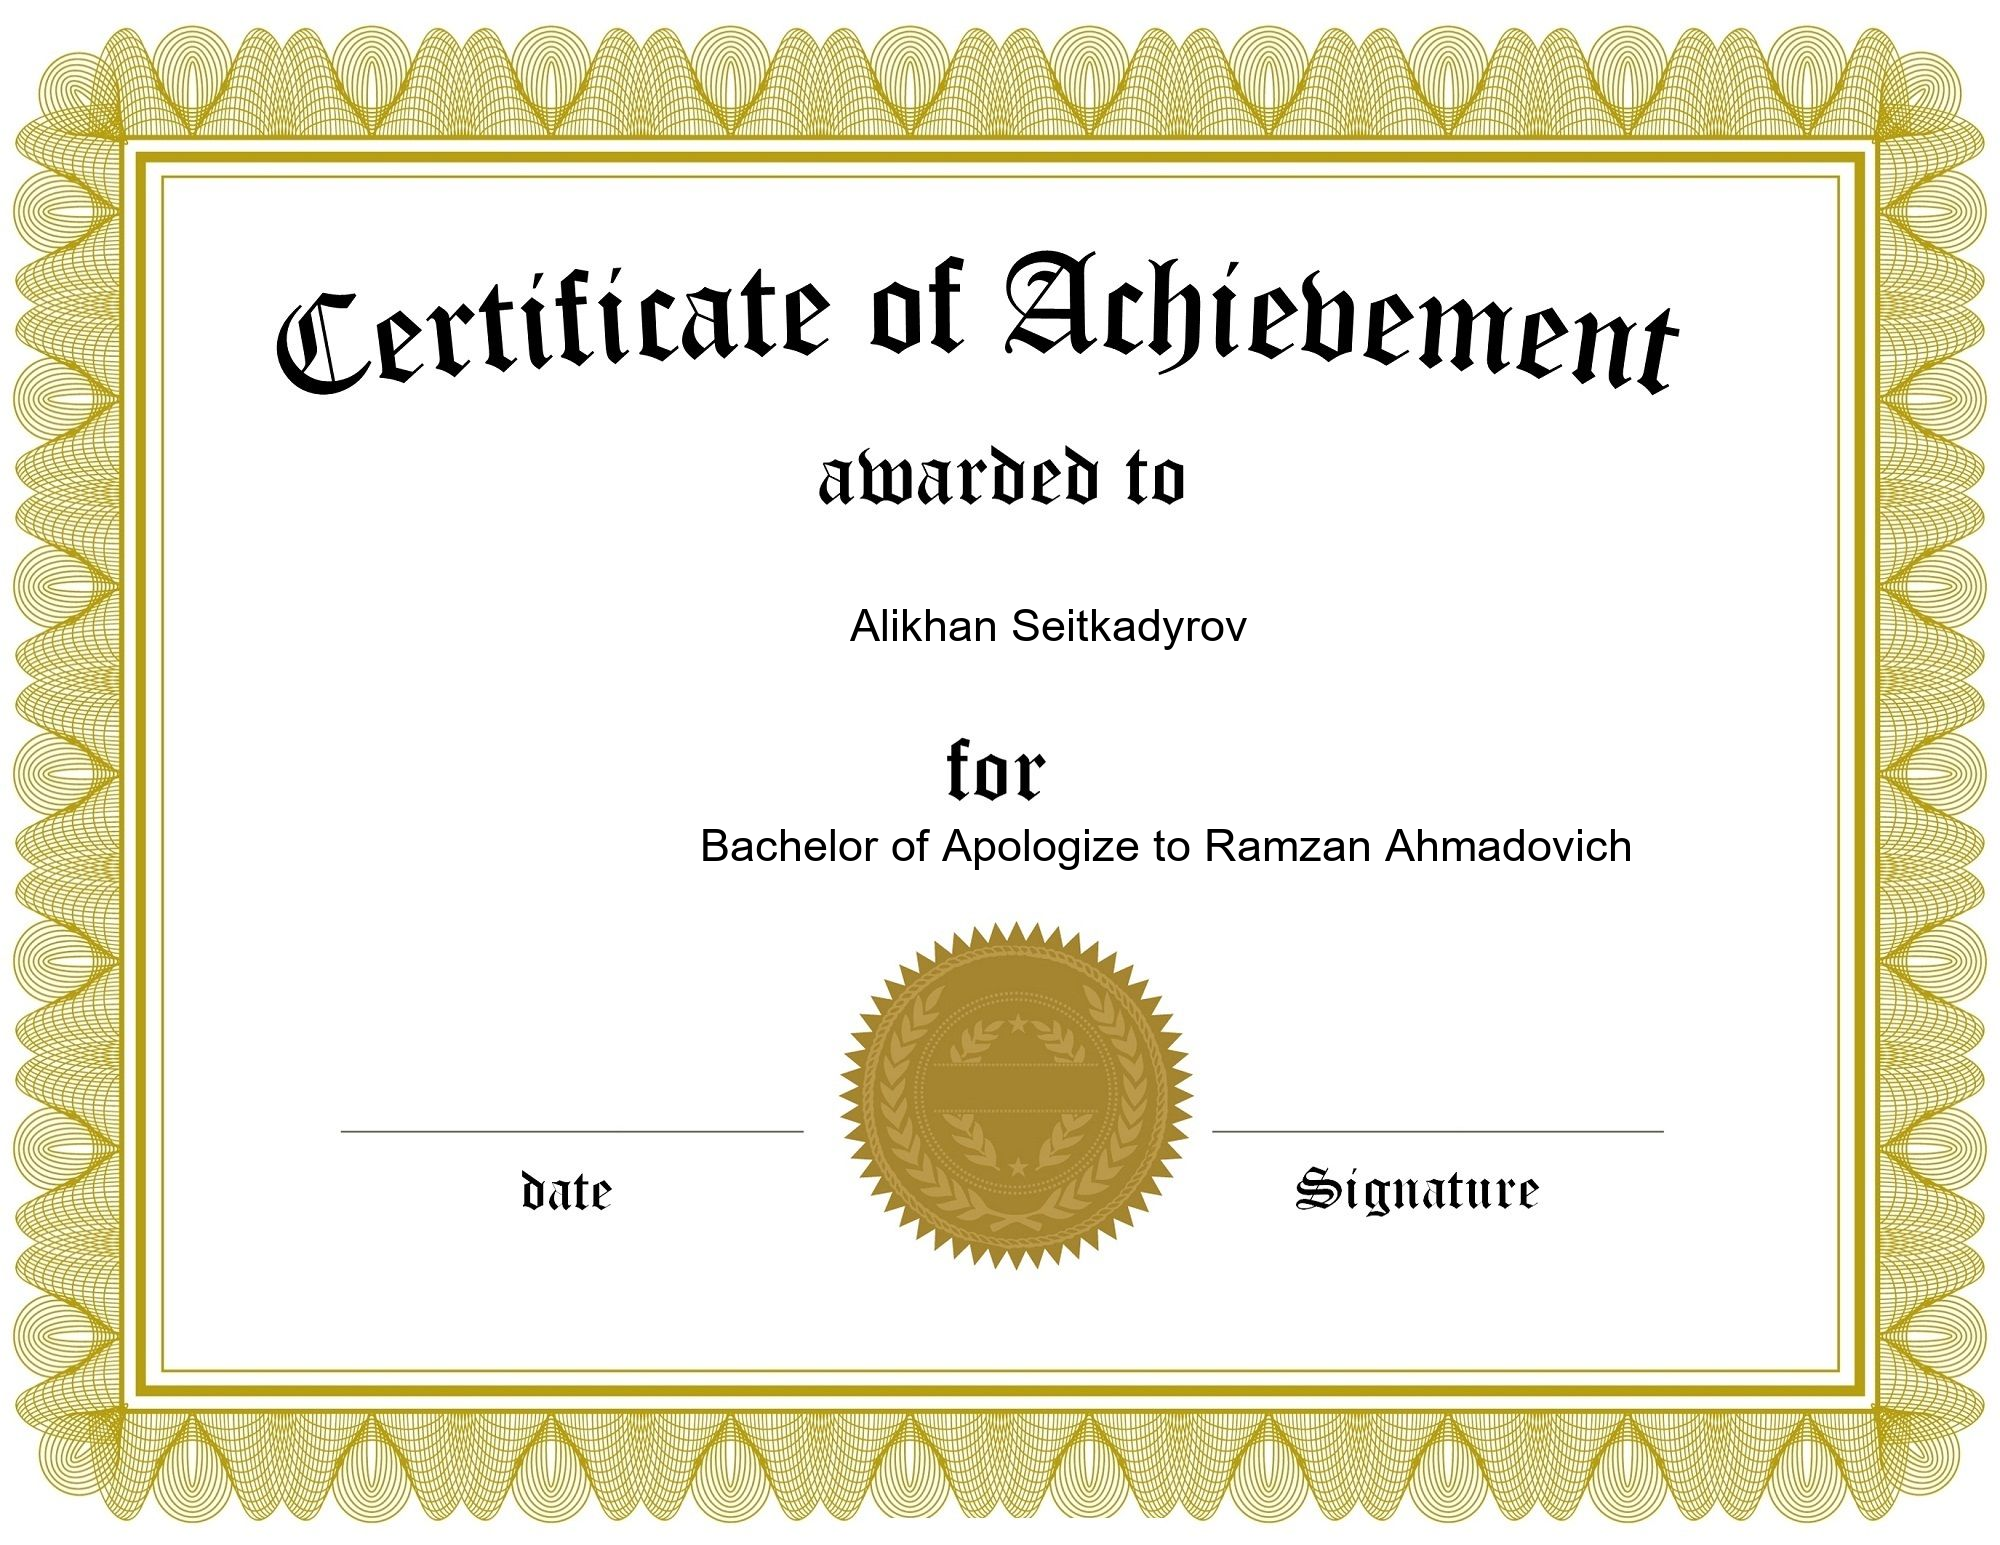 Certificate of Achievement
awarded to
Alikhan Seitkadyrov
for
Bachelor of Apologize to Ramzan Ahmadovich
date
Signature